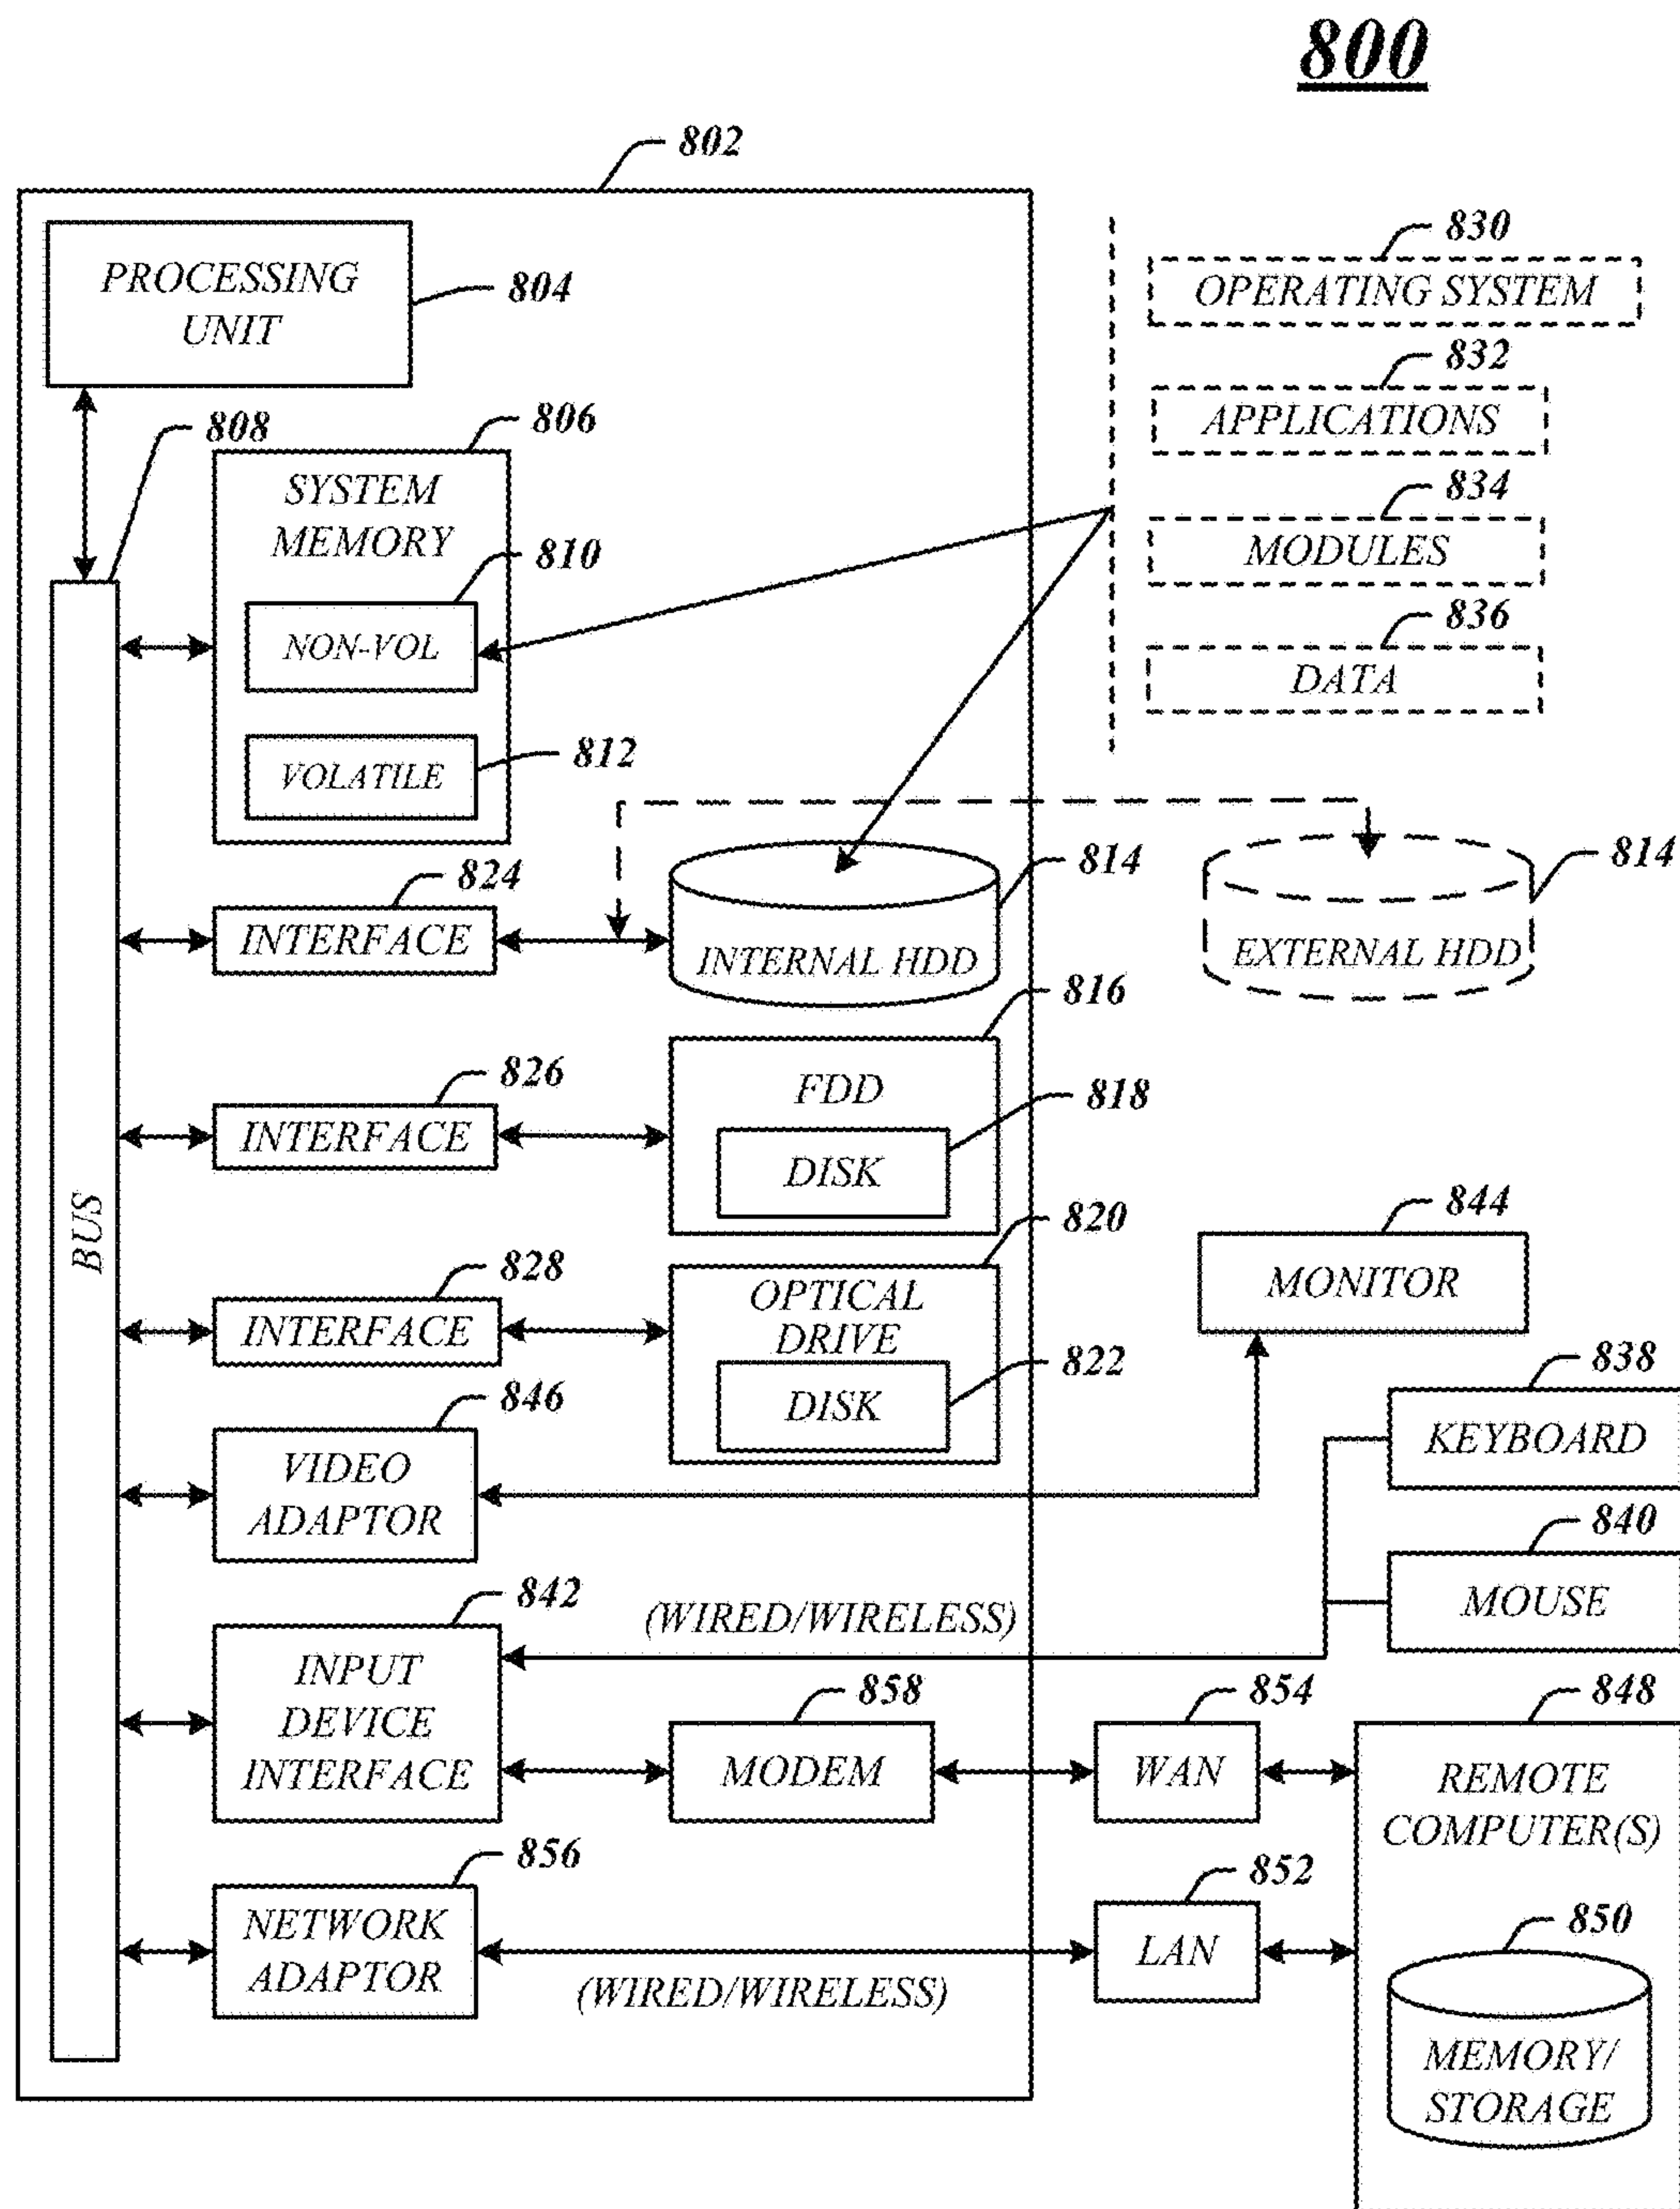 800
802
PROCESSING
UNIT
804
830
OPERATING SYSTEM
832
APPLICATIONS
834
MODULES
836
DATA
808
806
SYSTEM
MEMORY
810
NON-VOL
812
VOLATILE
824
INTERFACE
814
INTERNAL HDD
814
EXTERNAL HDD
816
826
INTERFACE
FDD
818
DISK
BUS
820
828
INTERFACE
OPTICAL
DRIVE
822
DISK
844
MONITOR
838
KEYBOARD
846
VIDEO
ADAPTOR
840
MOUSE
842
INPUT
DEVICE
INTERFACE
(WIRED/WIRELESS)
858
MODEM
854
WAN
848
REMOTE
COMPUTER(S)
856
NETWORK
ADAPTOR
(WIRED/WIRELESS)
852
LAN
850
MEMORY/
STORAGE